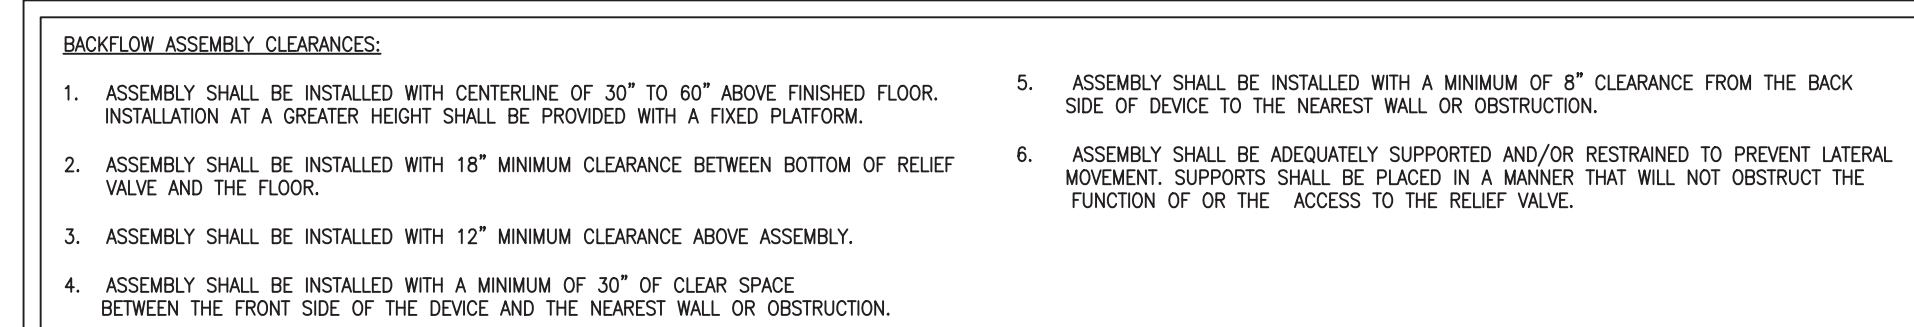 BACKFLOW ASSEMBLY CLEARANCES:
1. ASSEMBLY SHALL BE INSTALLED WITH CENTERLINE OF 30" TO 60" ABOVE FINISHED FLOOR.
INSTALLATION AT A GREATER HEIGHT SHALL BE PROVIDED WITH A FIXED PLATFORM.
2. ASSEMBLY SHALL BE INSTALLED WITH 18" MINIMUM CLEARANCE BETWEEN BOTTOM OF RELIEF
VALVE AND THE FLOOR.
3. ASSEMBLY SHALL BE INSTALLED WITH 12" MINIMUM CLEARANCE ABOVE ASSEMBLY.
4. ASSEMBLY SHALL BE INSTALLED WITH A MINIMUM OF 30" OF CLEAR SPACE
BETWEEN THE FRONT SIDE OF THE DEVICE AND THE NEAREST WALL OR OBSTRUCTION.
5. ASSEMBLY SHALL BE INSTALLED WITH A MINIMUM OF 8" CLEARANCE FROM THE BACK
SIDE OF DEVICE TO THE NEAREST WALL OR OBSTRUCTION.
6. ASSEMBLY SHALL BE ADEQUATELY SUPPORTED AND/OR RESTRAINED TO PREVENT LATERAL
MOVEMENT. SUPPORTS SHALL BE PLACED IN A MANNER THAT WILL NOT OBSTRUCT THE
FUNCTION OF OR THE ACCESS TO THE RELIEF VALVE.